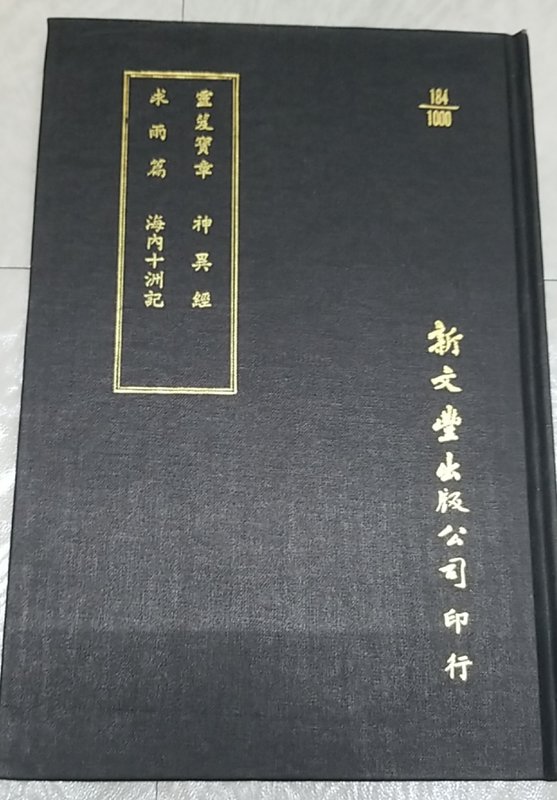 184
1000
靈笈寶章 神異經
求雨篇 海內十洲記
新文豐出版公司印行